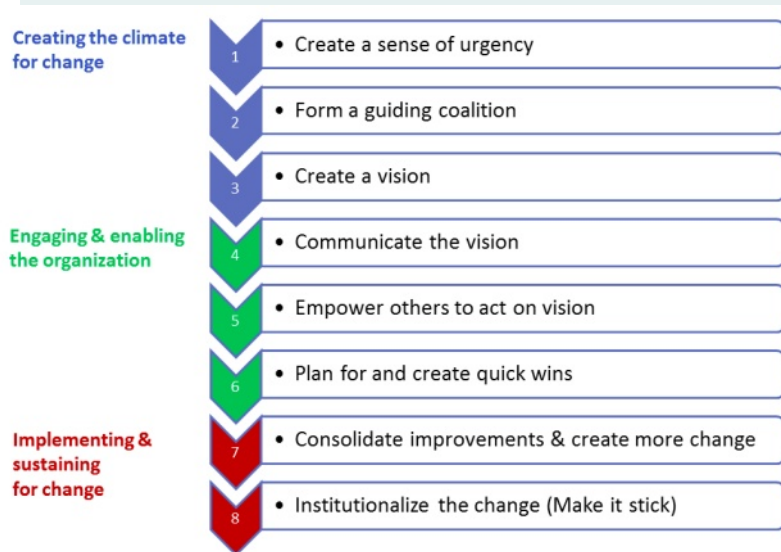 Creating the climate
for change
1
• Create a sense of urgency
2
• Form a guiding coalition
3
• Create a vision
Engaging & enabling
the organization
4
• Communicate the vision
5
• Empower others to act on vision
6
• Plan for and create quick wins
Implementing &
sustaining
for change
7
• Consolidate improvements & create more change
8
• Institutionalize the change (Make it stick)